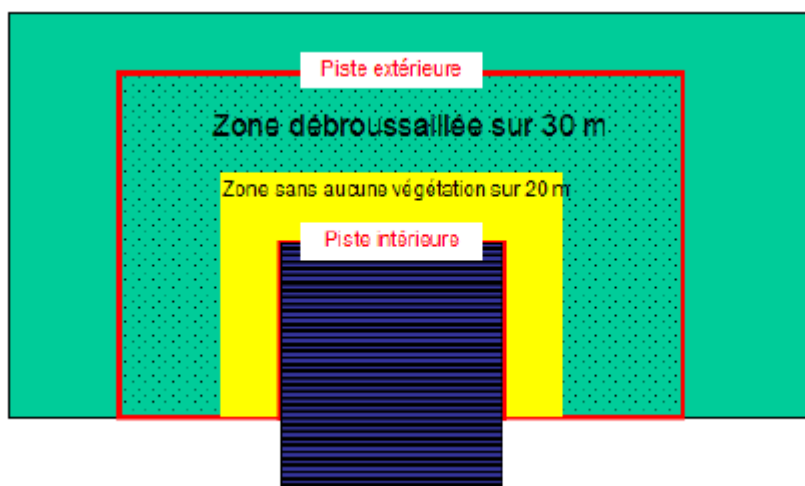 Piste extérieure
Zone débroussaillée sur 30 m
Zone sans aucune végétation sur 20 m
Piste intérieure